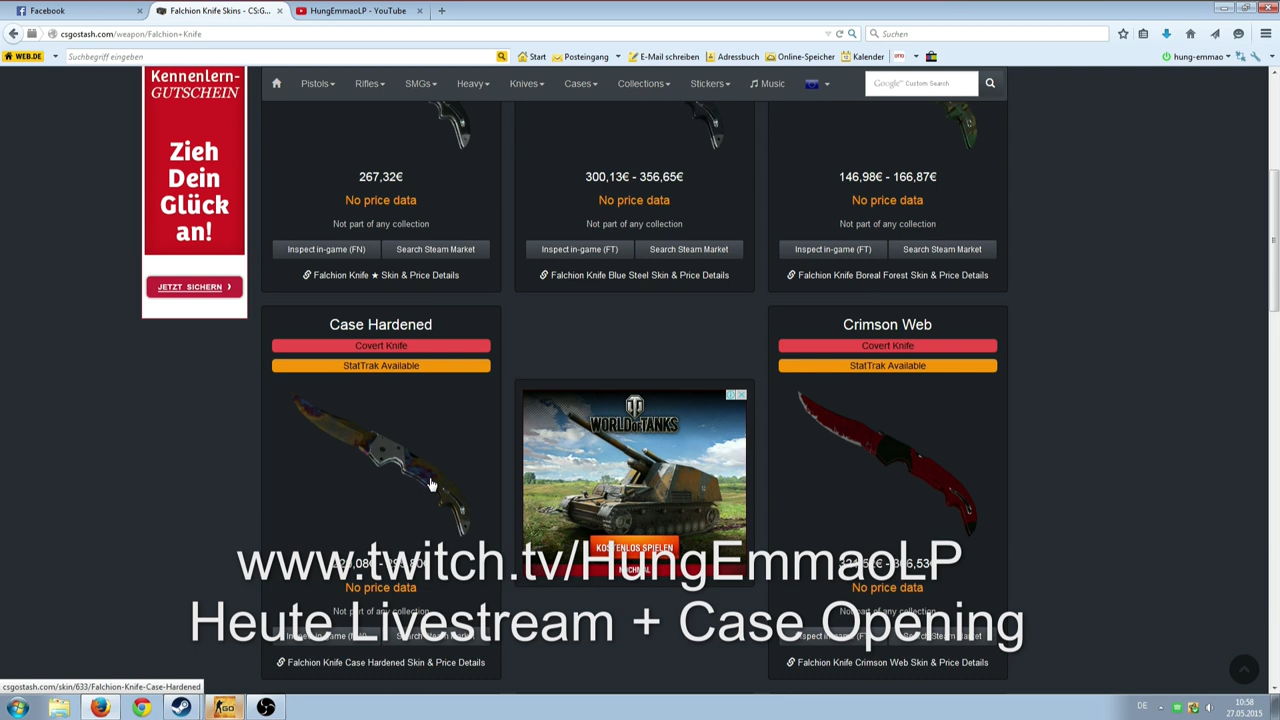 Facebook
Falchion Knife Skins - CS:G...
HungEmmaoLP - YouTube
csgostash.com/weapon/Falchion+Knife
Suchen
WEB.DE
Suchbegriff eingeben
Start
Posteingang
E-Mail schreiben
Adressbuch
Online-Speicher
Kalender
hung-emmao
Kennenlern-
GUTSCHEIN
Zieh
Dein
Glück
an!
JETZT SICHERN
Pistols
Rifles
SMGs
Heavy
Knives
Cases
Collections
Stickers
Music
Google Custom Search
267,32€
300,13€ - 356,65€
146,98€ - 166,87€
No price data
No price data
No price data
Not part of any collection
Not part of any collection
Not part of any collection
Inspect in-game (FN)
Search Steam Market
Inspect in-game (FT)
Search Steam Market
Inspect in-game (FT)
Search Steam Market
Falchion Knife ★ Skin & Price Details
Falchion Knife Blue Steel Skin & Price Details
Falchion Knife Boreal Forest Skin & Price Details
Case Hardened
Crimson Web
Covert Knife
Covert Knife
StatTrak Available
StatTrak Available
WORLD OF TANKS
KOSTENLOS SPIELEN
www.twitch.tv/HungEmmaoLP
No price data
No price data
Heute Livestream + Case Opening
Falchion Knife Case Hardened Skin & Price Details
Falchion Knife Crimson Web Skin & Price Details
csgostash.com/skin/633/Falchion-Knife-Case-Hardened
GO
DE
10:58
27.05.2015